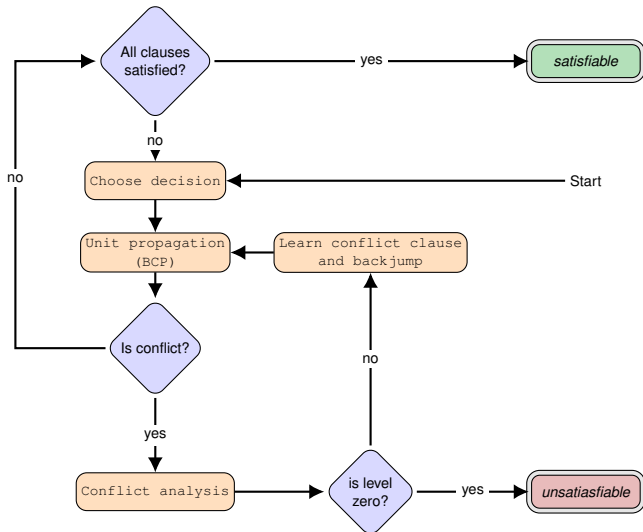 All clauses
satisfied?
yes
satisfiable
no
no
Choose decision
Start
Unit propagation
(BCP)
Learn conflict clause
and backjump
Is conflict?
no
yes
Conflict analysis
is level
zero?
yes
unsatiasfiable